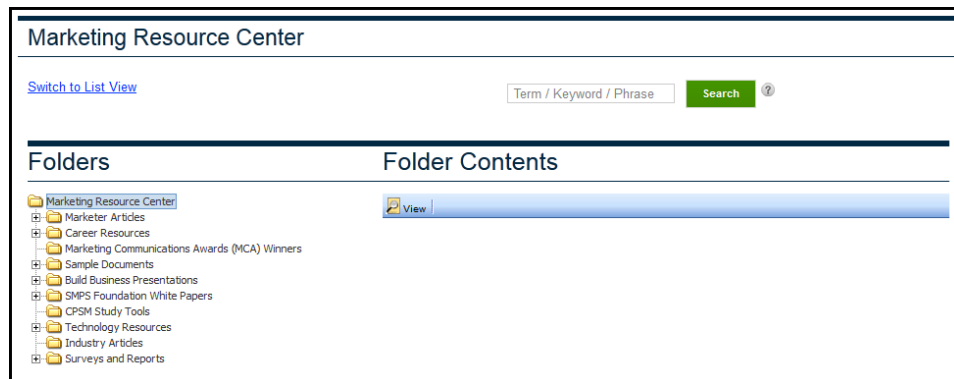 Marketing Resource Center
Switch to List View
Term / Keyword / Phrase Search ?
Folders Folder Contents
Marketing Resource Center
View
Marketer Articles
Career Resources
Marketing Communications Awards (MCA) Winners
Sample Documents
Build Business Presentations
SMPS Foundation White Papers
CPSM Study Tools
Technology Resources
Industry Articles
Surveys and Reports